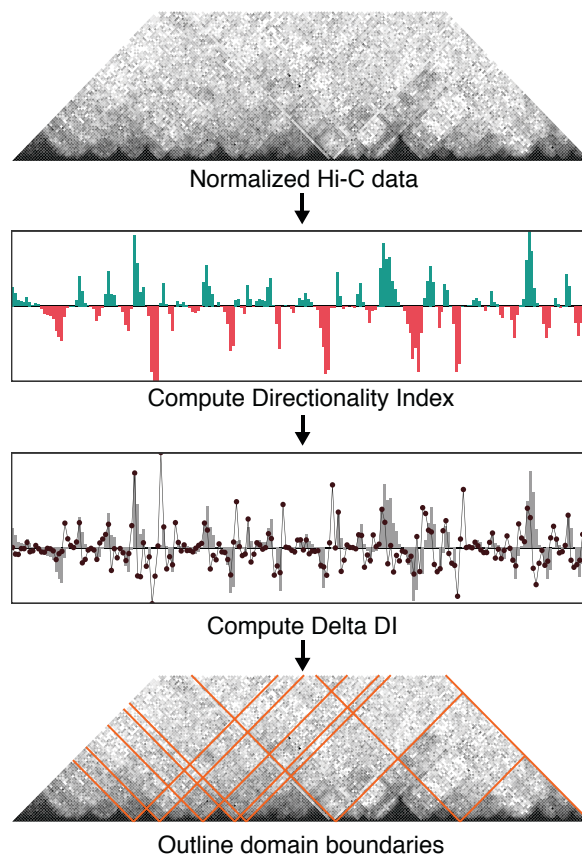 Normalized Hi-C data
Compute Directionality Index
Compute Delta DI
Outline domain boundaries